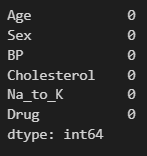 Age 0
Sex 0
BP 0
Cholesterol 0
Na_to_K 0
Drug 0
dtype: int64